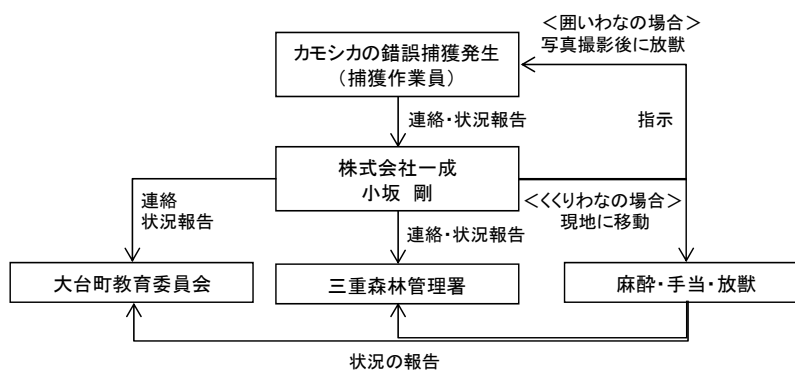 ＜囲いわなの場合＞
写真撮影後に放獣
カモシカの錯誤捕獲発生
（捕獲作業員）
連絡・状況報告
指示
株式会社一成
小坂　剛
連絡
状況報告
＜くくりわなの場合＞
現地に移動
連絡・状況報告
大台町教育委員会
三重森林管理署
麻酔・手当・放獣
状況の報告